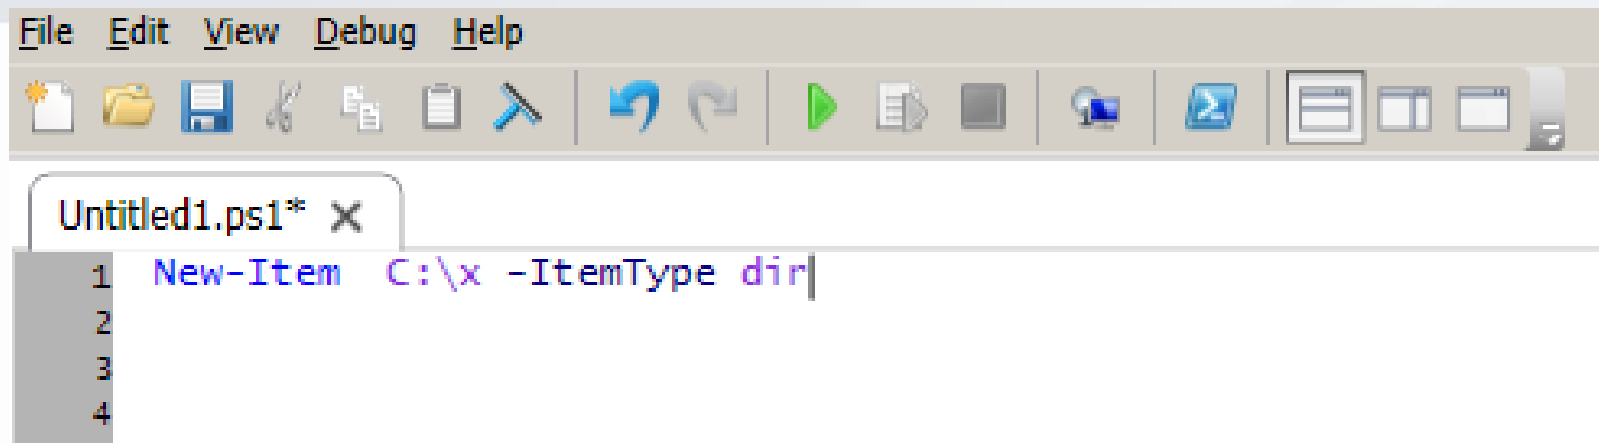 File Edit View Debug Help
Untitled1.ps1*
1 New-Item  C:\x -ItemType dir
2
3
4